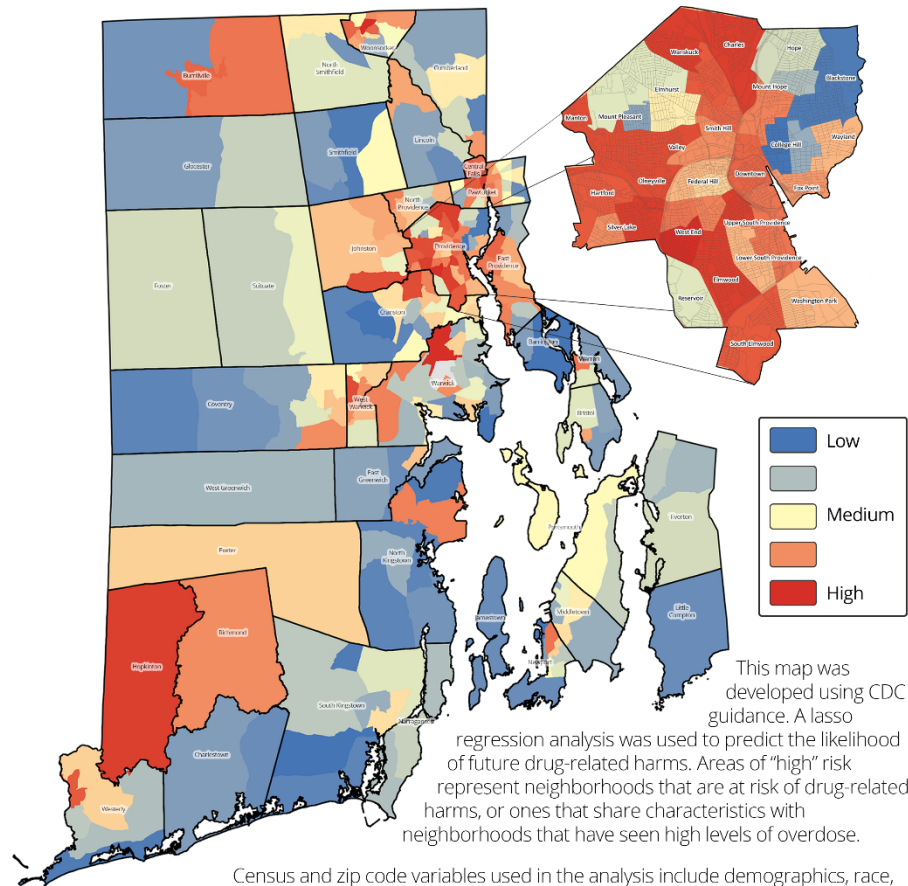 Woonsocket
Burrillville
North
Smithfield
Cumberland
Glocester
Smithfield
Lincoln
Central
Falls
Pawtucket
North
Providence
Johnston
Providence
East
Providence
Foster
Scituate
Cranston
Barrington
Warren
Warwick
Bristol
Coventry
West
Warwick
West Greenwich
East
Greenwich
Portsmouth
Tiverton
Exeter
North
Kingstown
Middletown
Little
Compton
Jamestown
Newport
Hopkinton
Richmond
South Kingstown
Narragansett
Charlestown
Westerly
Wanskuck
Charles
Hope
Blackstone
Mount Hope
Elmhurst
Mount Pleasant
Manton
Smith Hill
Valley
College Hill
Wayland
Olneyville
Federal Hill
Downtown
Hartford
Fox Point
Silver Lake
West End
Upper South Providence
Lower South Providence
Elmwood
Reservoir
Washington Park
South Elmwood
Low
Medium
High
This map was
developed using CDC
guidance. A lasso
regression analysis was used to predict the likelihood
of future drug-related harms. Areas of “high” risk
represent neighborhoods that are at risk of drug-related
harms, or ones that share characteristics with
neighborhoods that have seen high levels of overdose.
Census and zip code variables used in the analysis include demographics, race,